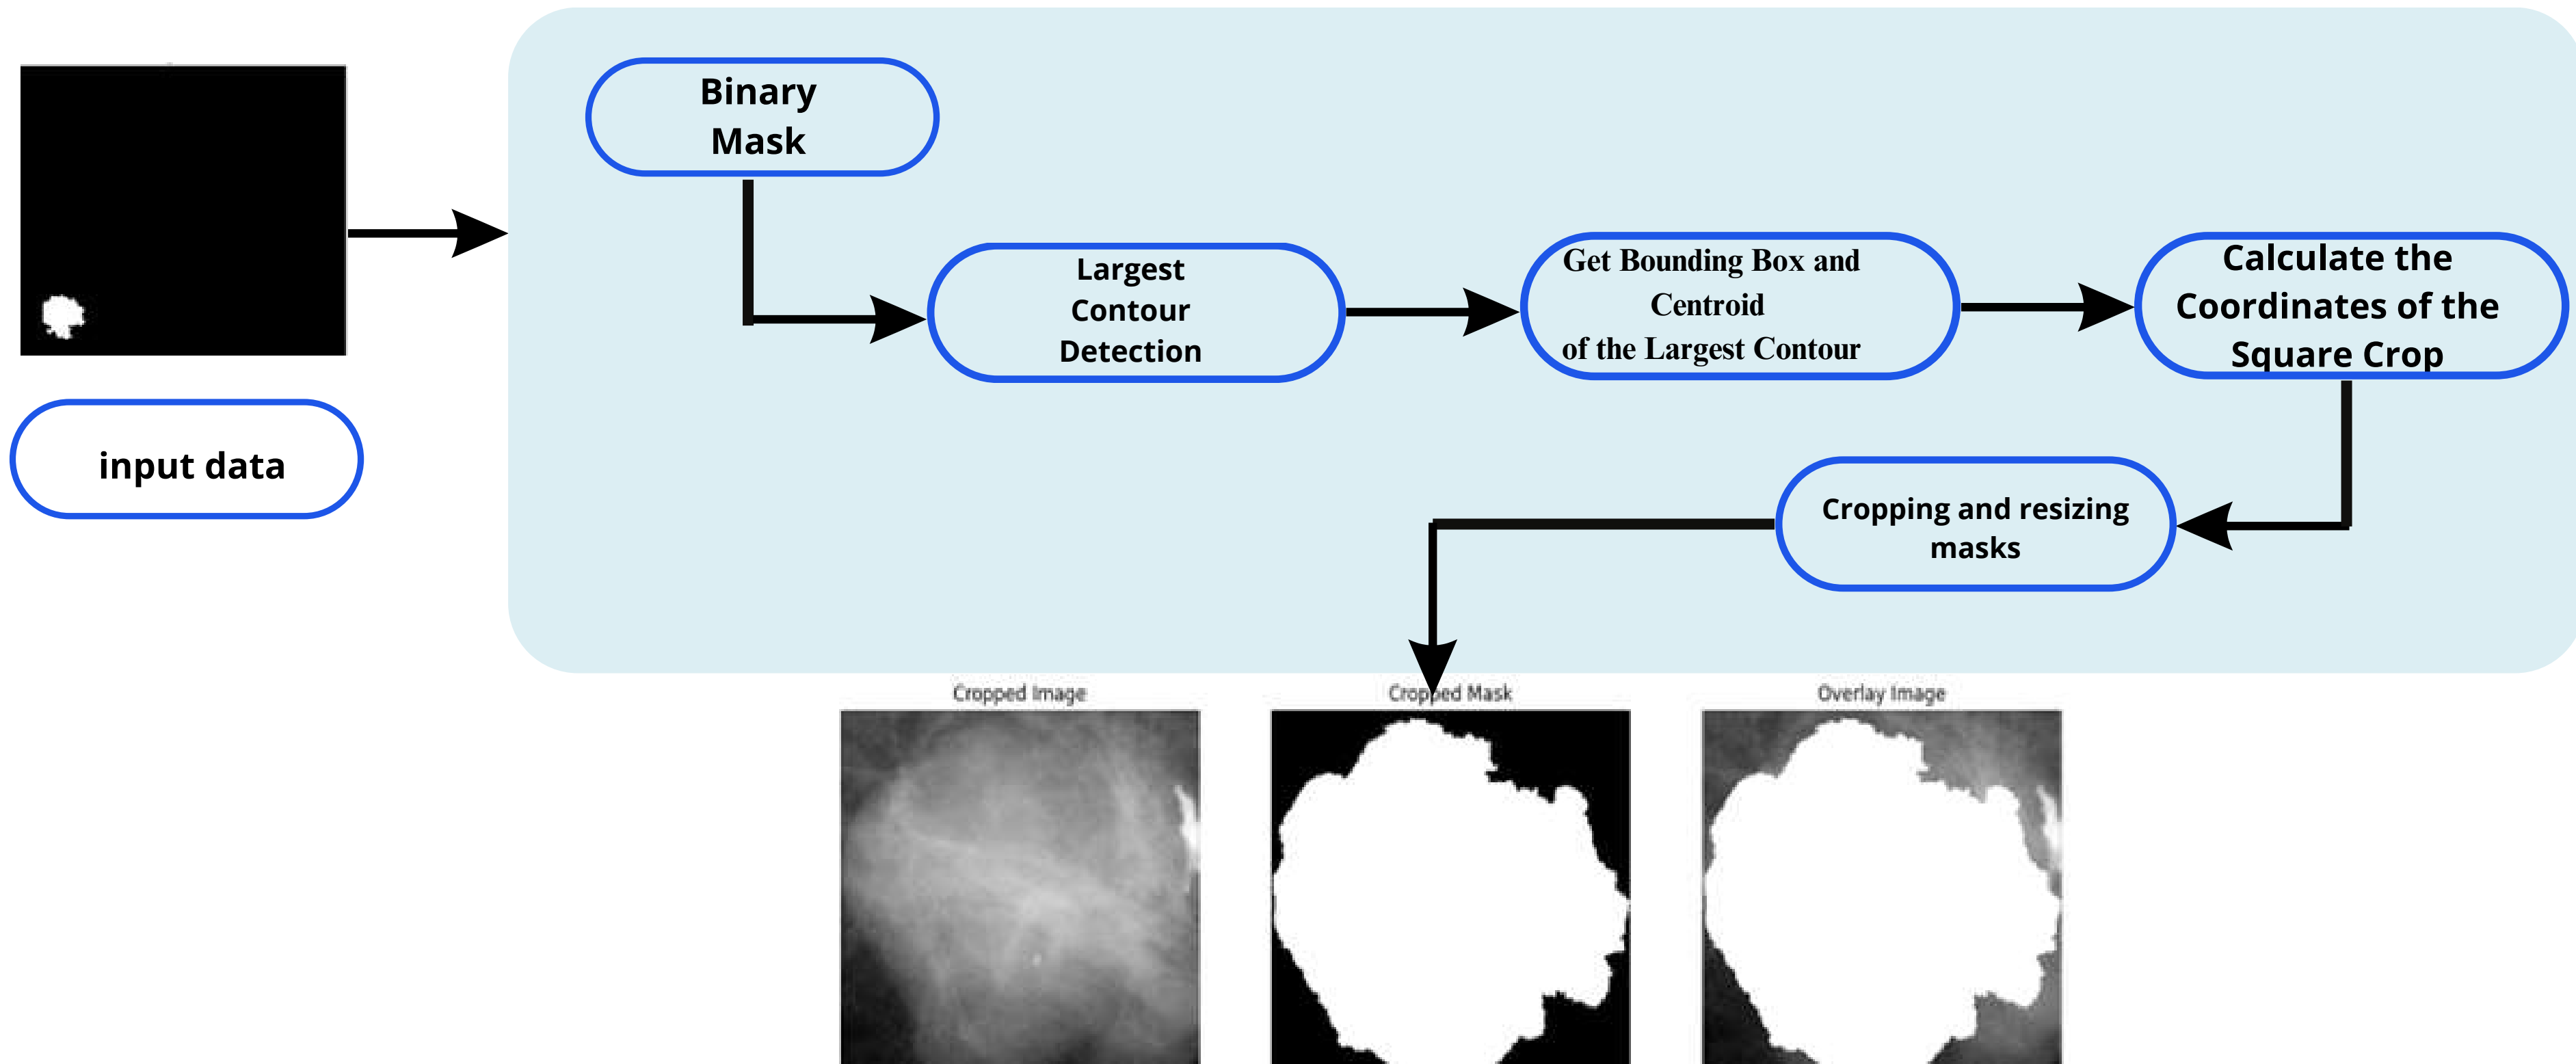 Binary
Mask
input data
Largest
Contour
Detection
Get Bounding Box and
Centroid
of the Largest Contour
Calculate the
Coordinates of the
Square Crop
Cropping and resizing
masks
Cropped Image
Cropped Mask
Overlay Image